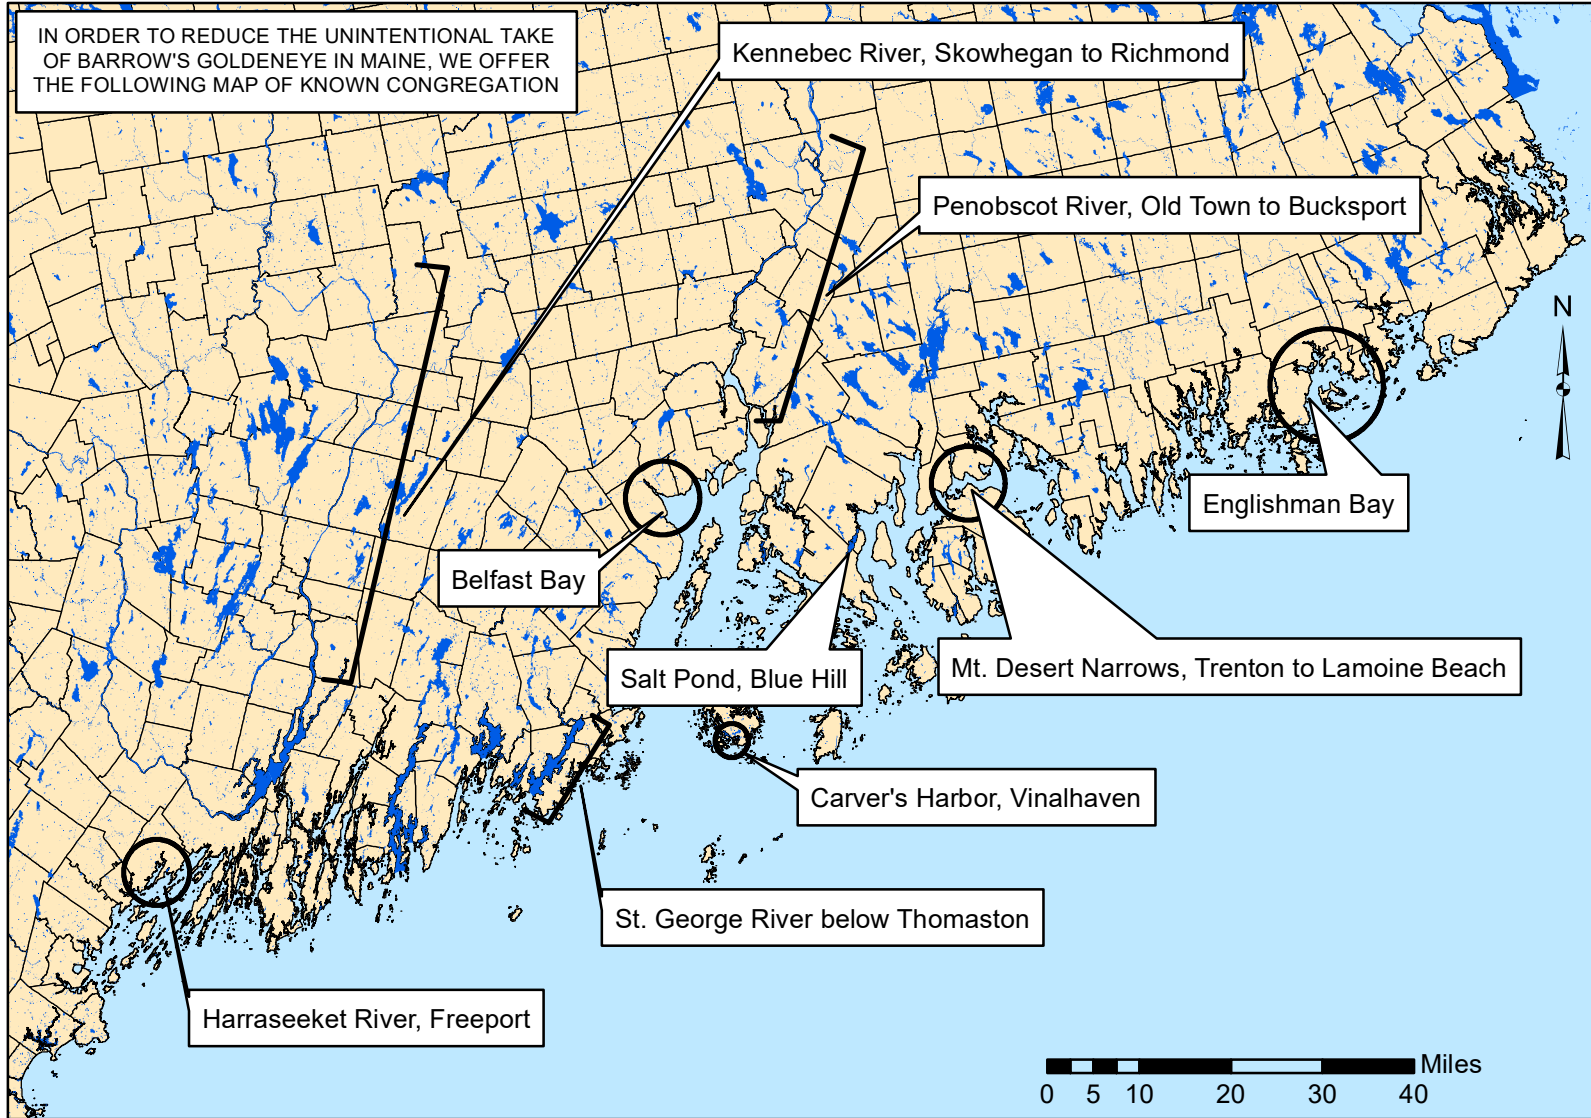 IN ORDER TO REDUCE THE UNINTENTIONAL TAKE
OF BARROW'S GOLDENEYE IN MAINE, WE OFFER
THE FOLLOWING MAP OF KNOWN CONGREGATION
Kennebec River, Skowhegan to Richmond
Penobscot River, Old Town to Bucksport
N
Englishman Bay
Belfast Bay
Salt Pond, Blue Hill
Mt. Desert Narrows, Trenton to Lamoine Beach
Carver's Harbor, Vinalhaven
St. George River below Thomaston
Harraseeket River, Freeport
Miles
0 5 10 20 30 40